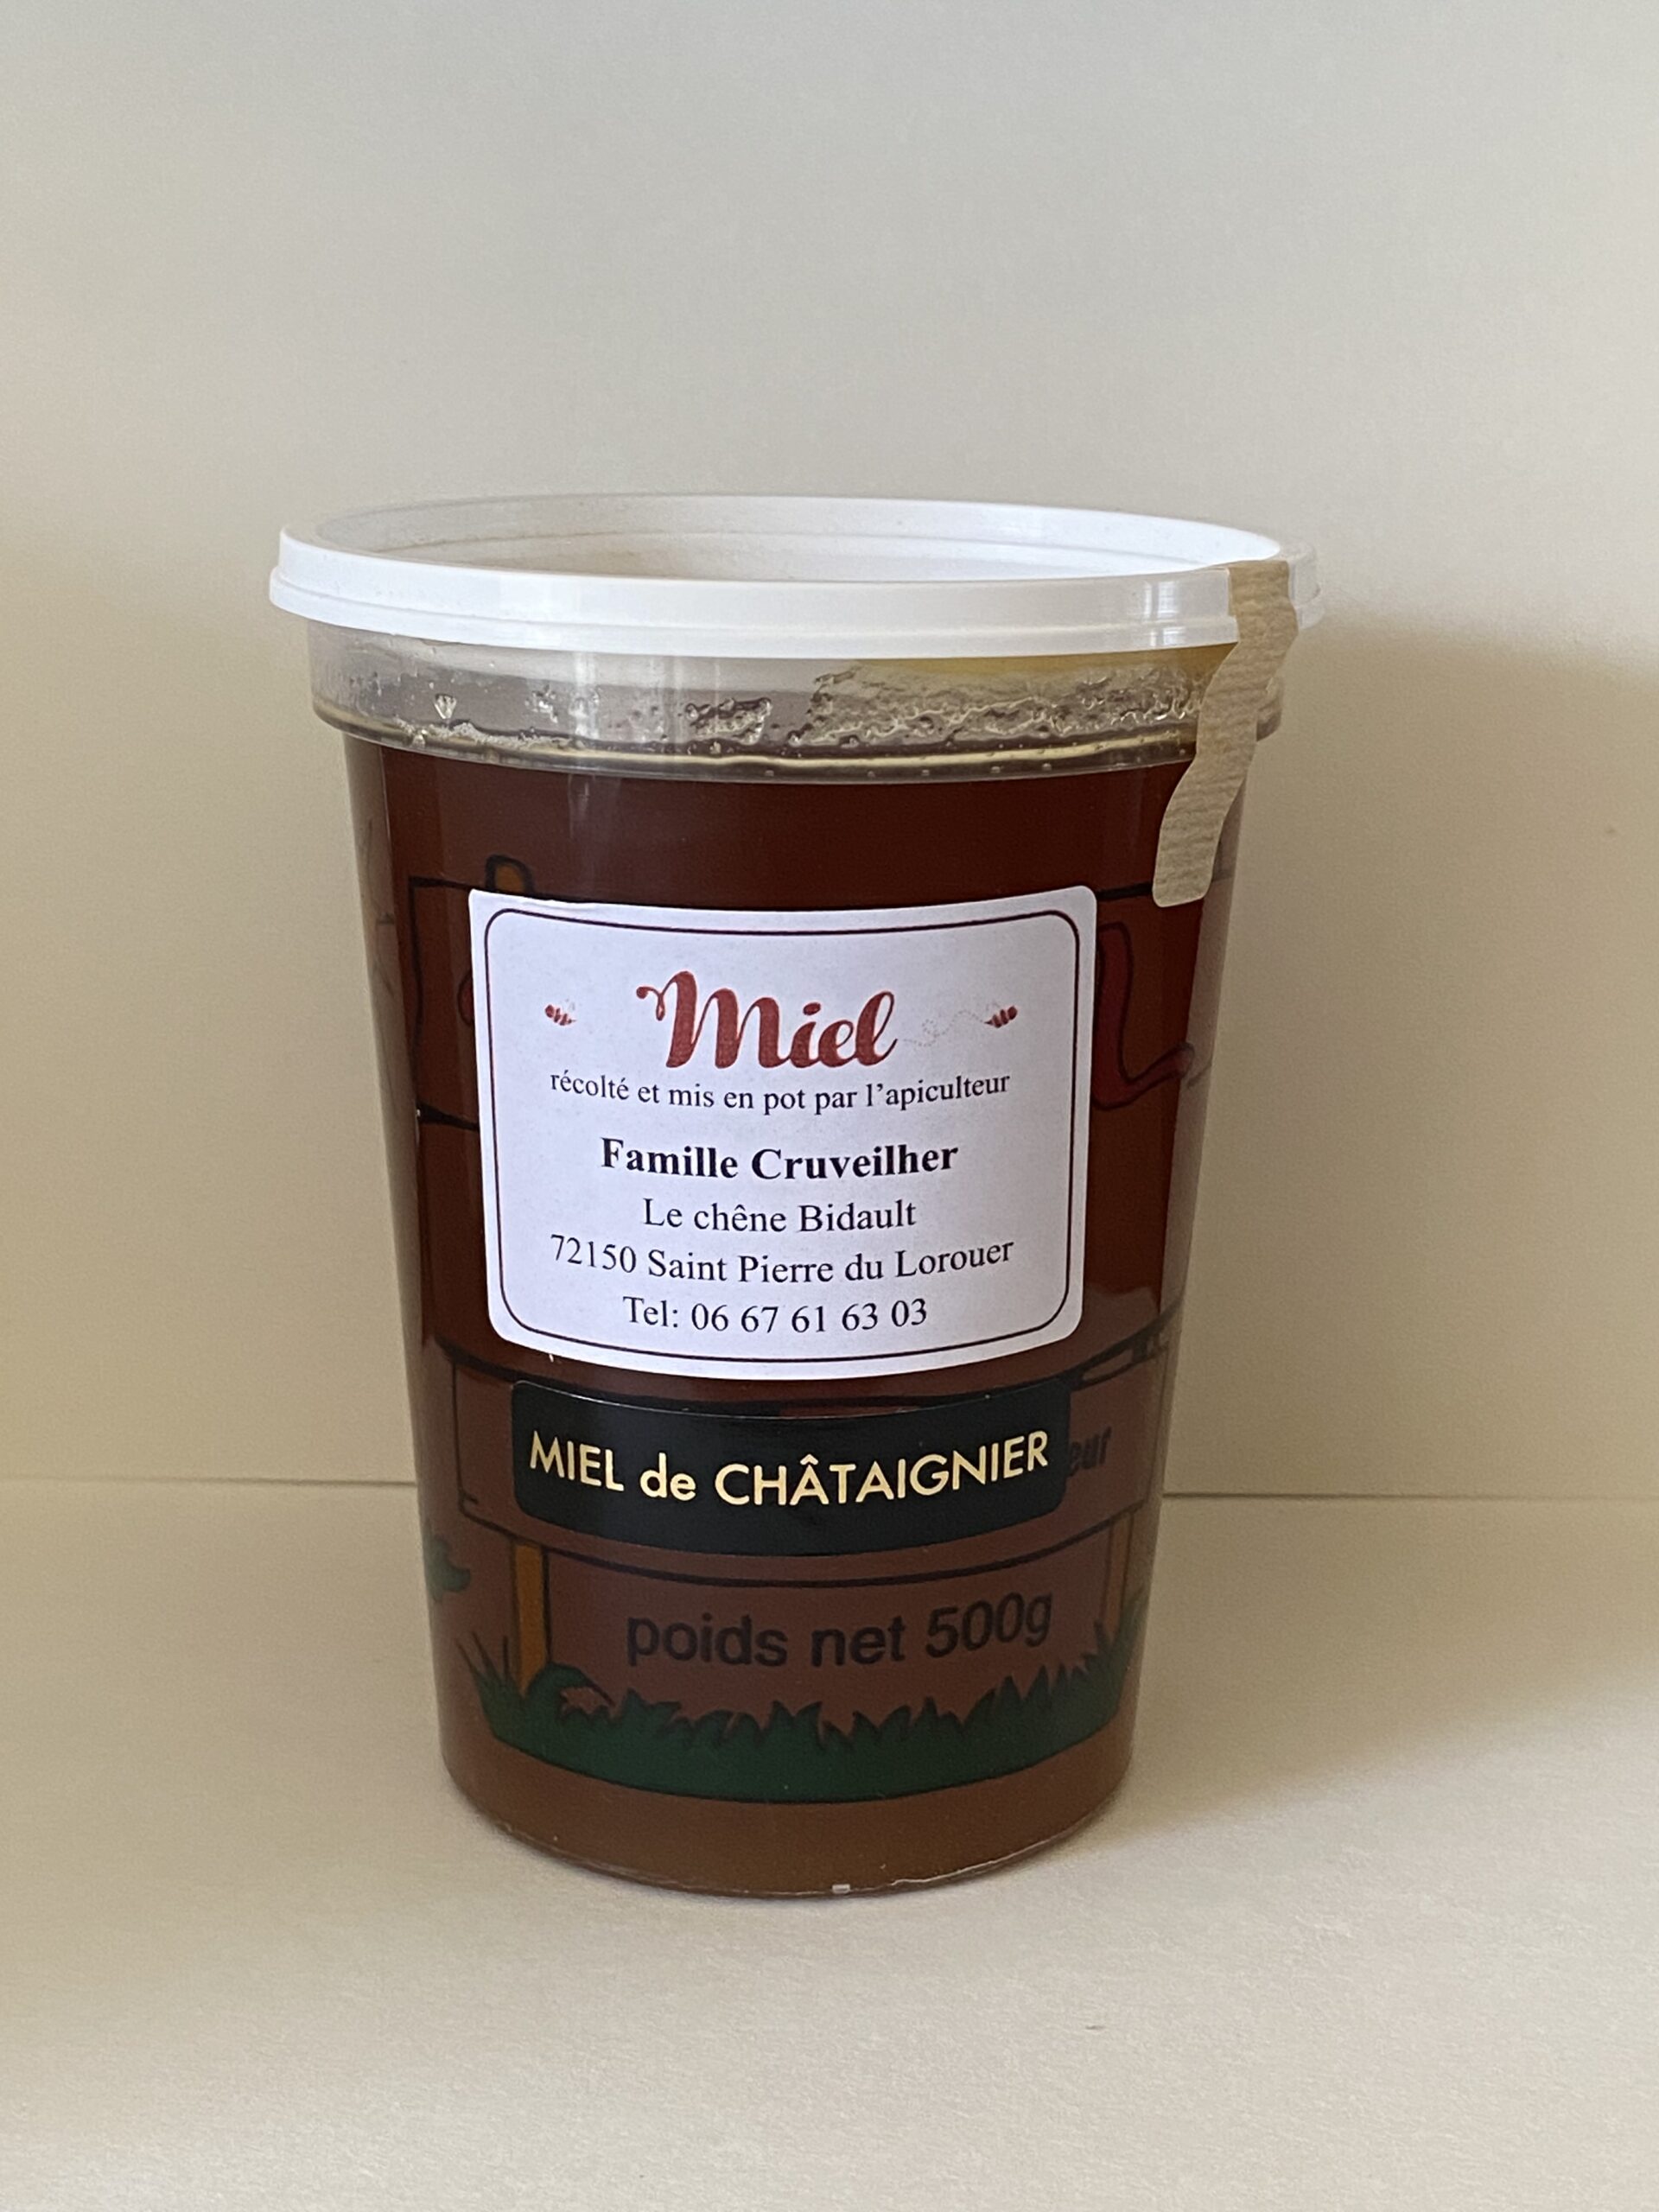 Miel
récolté et mis en pot par l’apiculteur
Famille Cruveilher
Le chêne Bidault
72150 Saint Pierre du Lorouer
Tel: 06 67 61 63 03
MIEL de CHÂTAIGNIER
poids net 500g